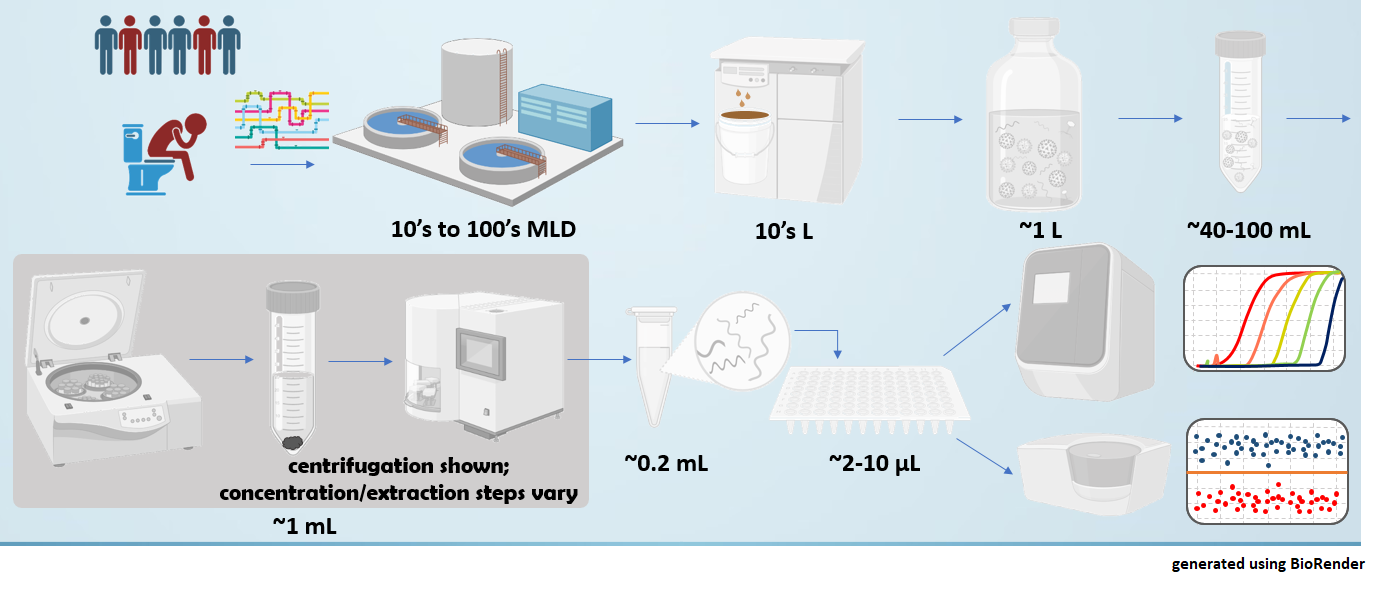 10’s to 100’s MLD
10’s L
~1 L
~40-100 mL
centrifugation shown;
concentration/extraction steps vary
~1 mL
~0.2 mL
~2-10 µL
generated using BioRender